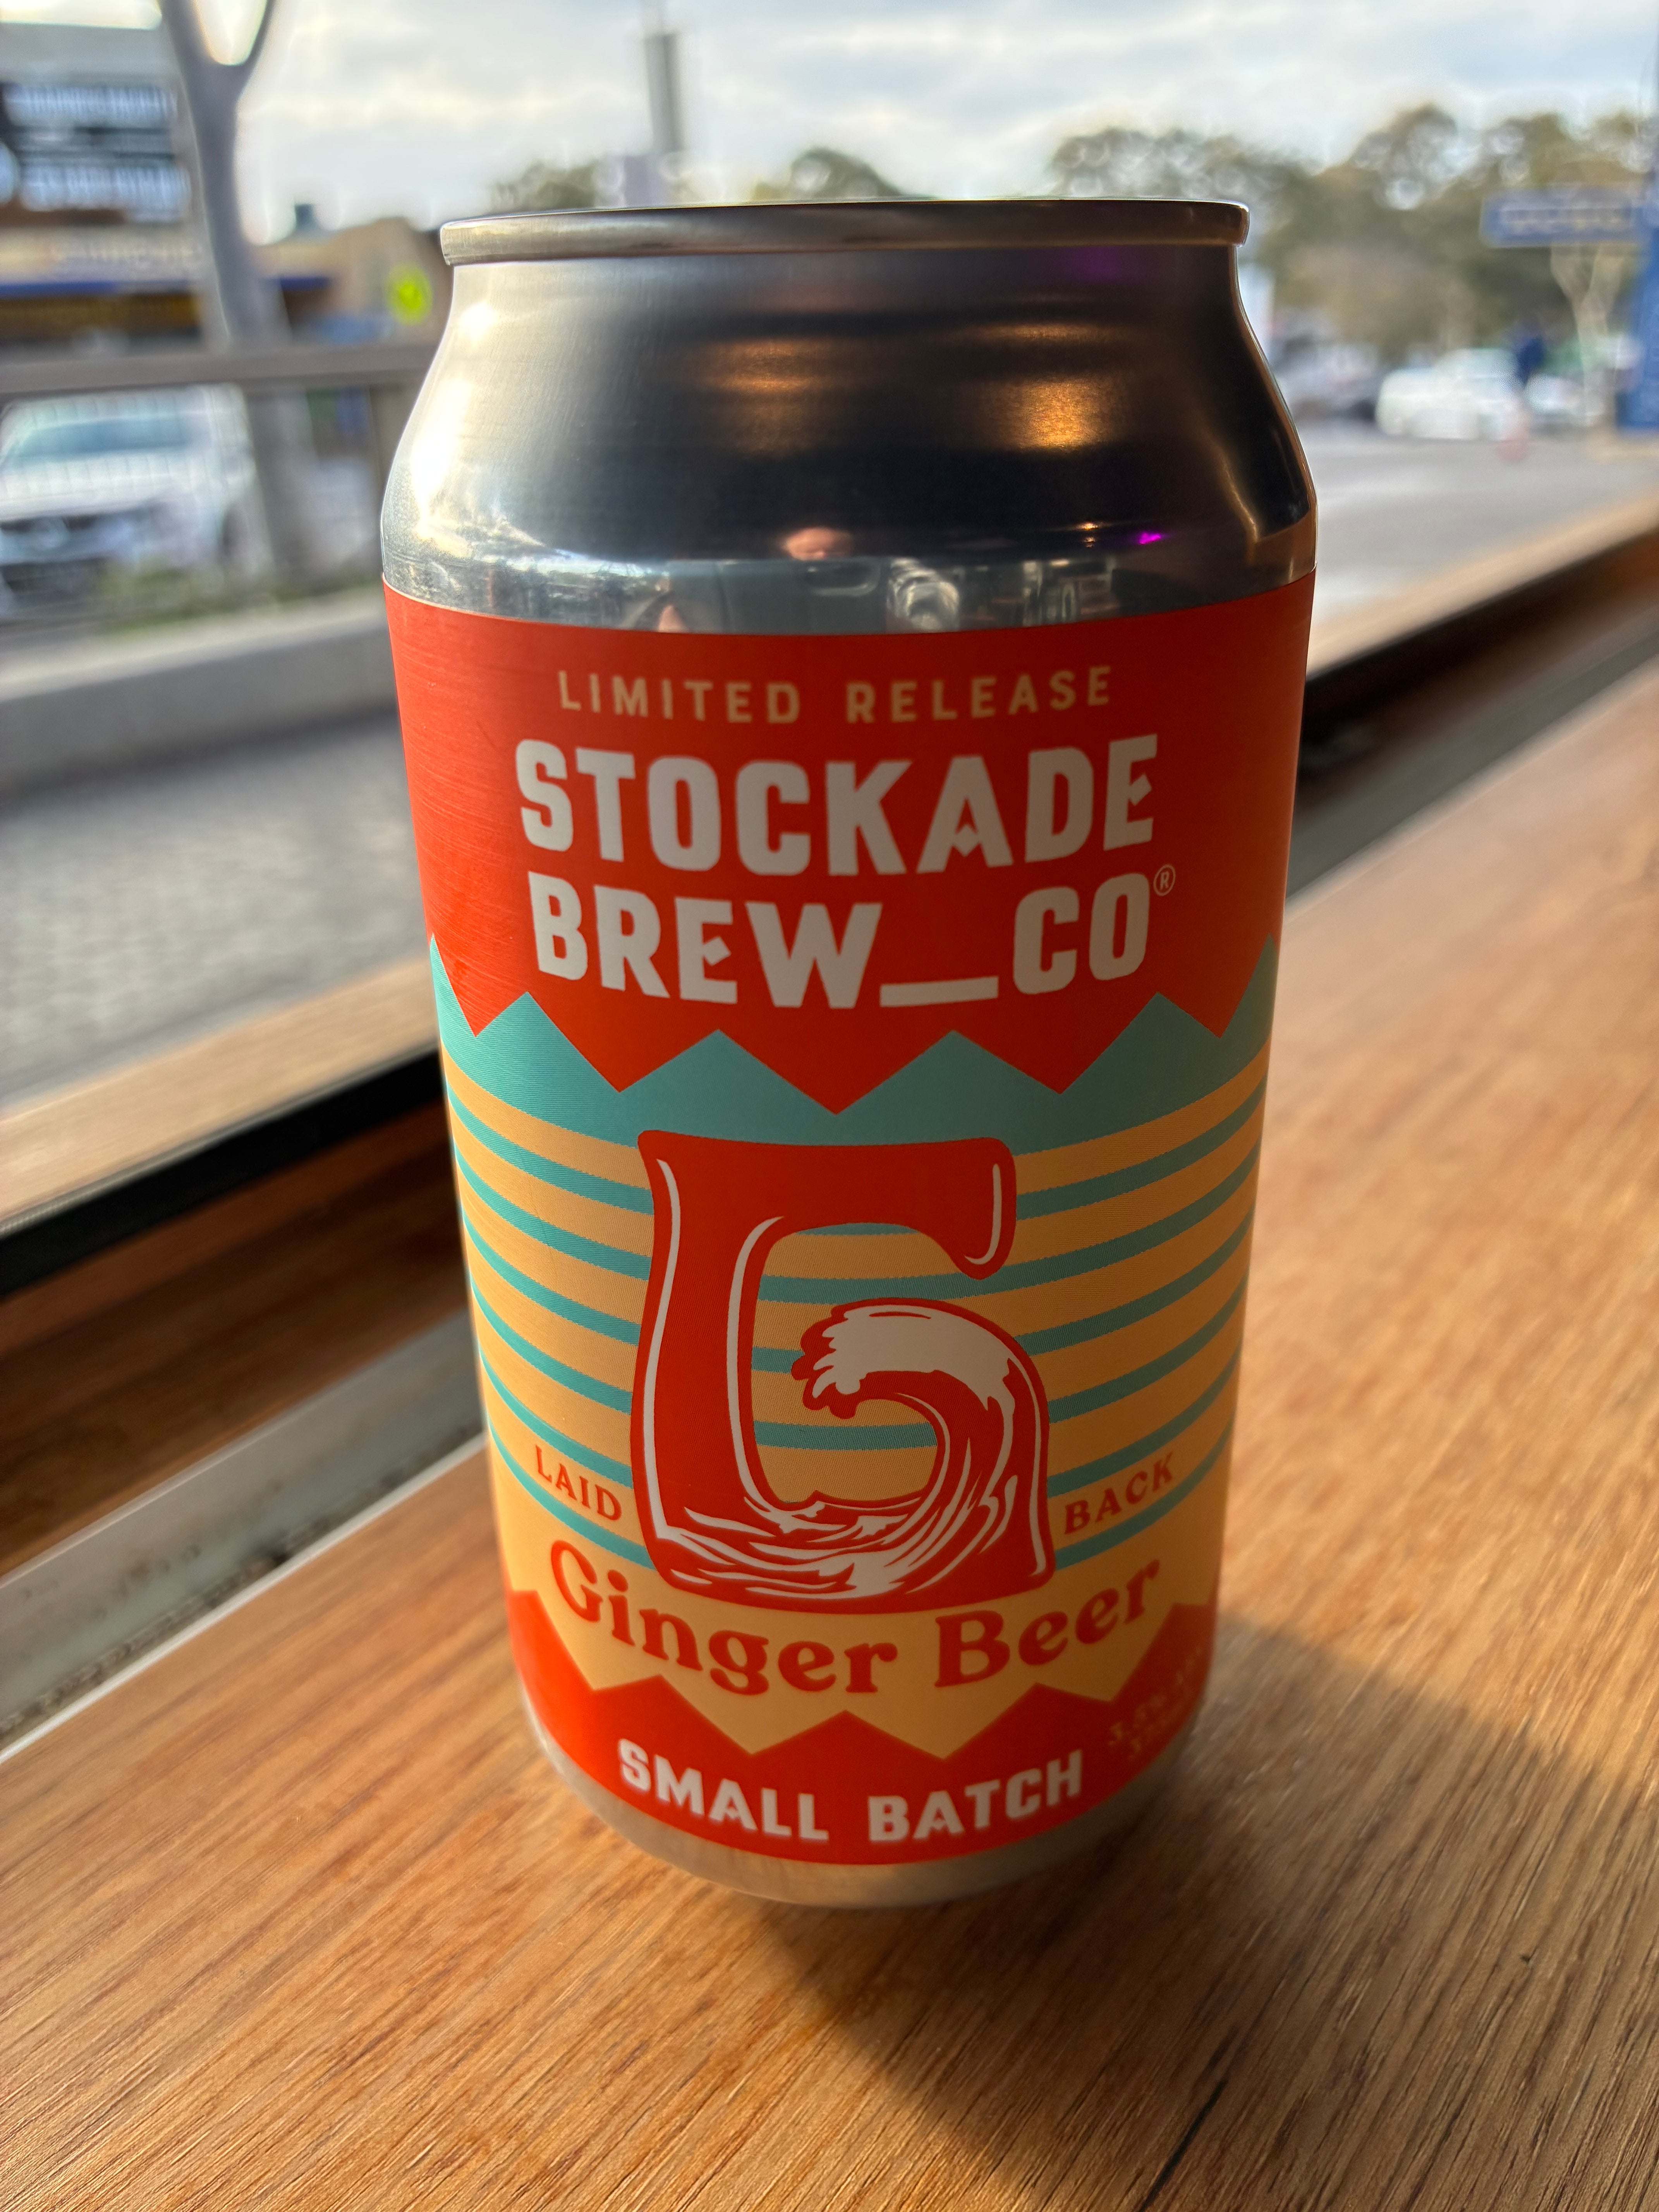 LIMITED RELEASE
STOCKADE
BREW_CO®
G
LAID BACK
Ginger Beer
SMALL BATCH